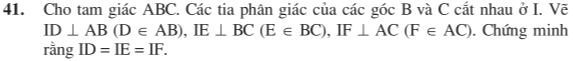 41. Cho tam giác ABC. Các tia phân giác của các góc B và C cắt nhau ở I. Vẽ
ID ⊥ AB (D ∈ AB), IE ⊥ BC (E ∈ BC), IF ⊥ AC (F ∈ AC). Chứng minh
rằng ID = IE = IF.